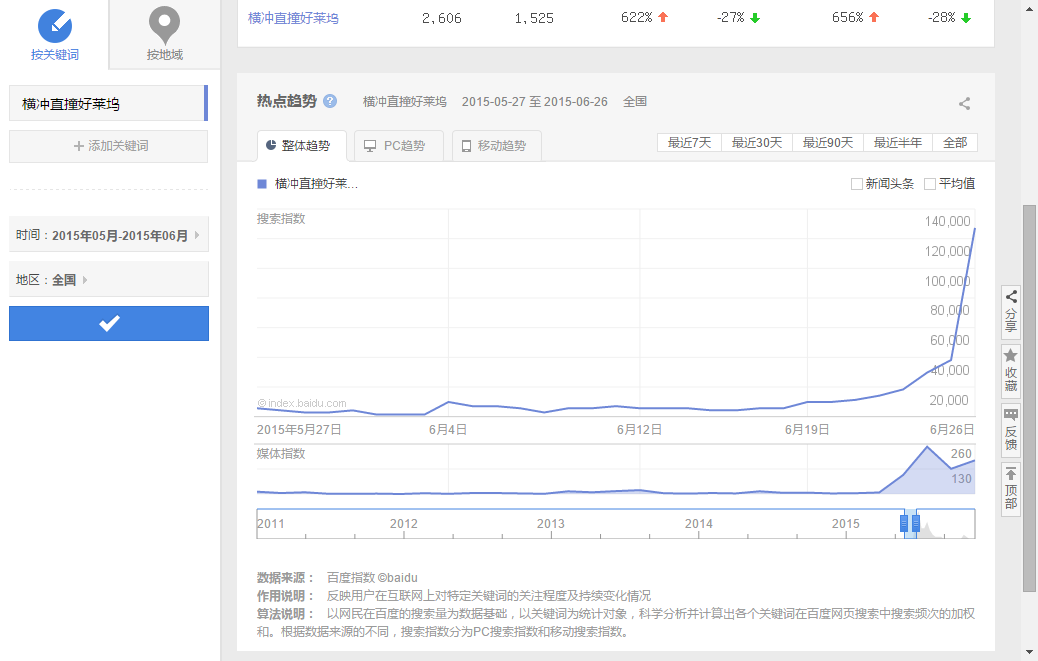 横冲直撞好莱坞 2,606 1,525 622% -27% 656% -28%
按关键词 按地域
横冲直撞好莱坞
添加关键词
时间：2015年05月-2015年06月
地区：全国
热点趋势 ? 横冲直撞好莱坞 2015-05-27 至 2015-06-26 全国
整体趋势 PC趋势 移动趋势
最近7天 最近30天 最近90天 最近半年 全部
横冲直撞好莱... 新闻头条 平均值
搜索指数
140,000
120,000
100,000
80,000
60,000
40,000
20,000
©index.baidu.com
2015年5月27日 6月4日 6月12日 6月19日 6月26日
媒体指数
260
130
2011 2012 2013 2014 2015
数据来源： 百度指数 ©baidu
作用说明： 反映用户在互联网上对特定关键词的关注程度及持续变化情况
算法说明： 以网民在百度的搜索量为数据基础，以关键词为统计对象，科学分析并计算出各个关键词在百度网页搜索中搜索频次的加权
和。根据数据来源的不同，搜索指数分为PC搜索指数和移动搜索指数。
分享
收藏
反馈
顶部